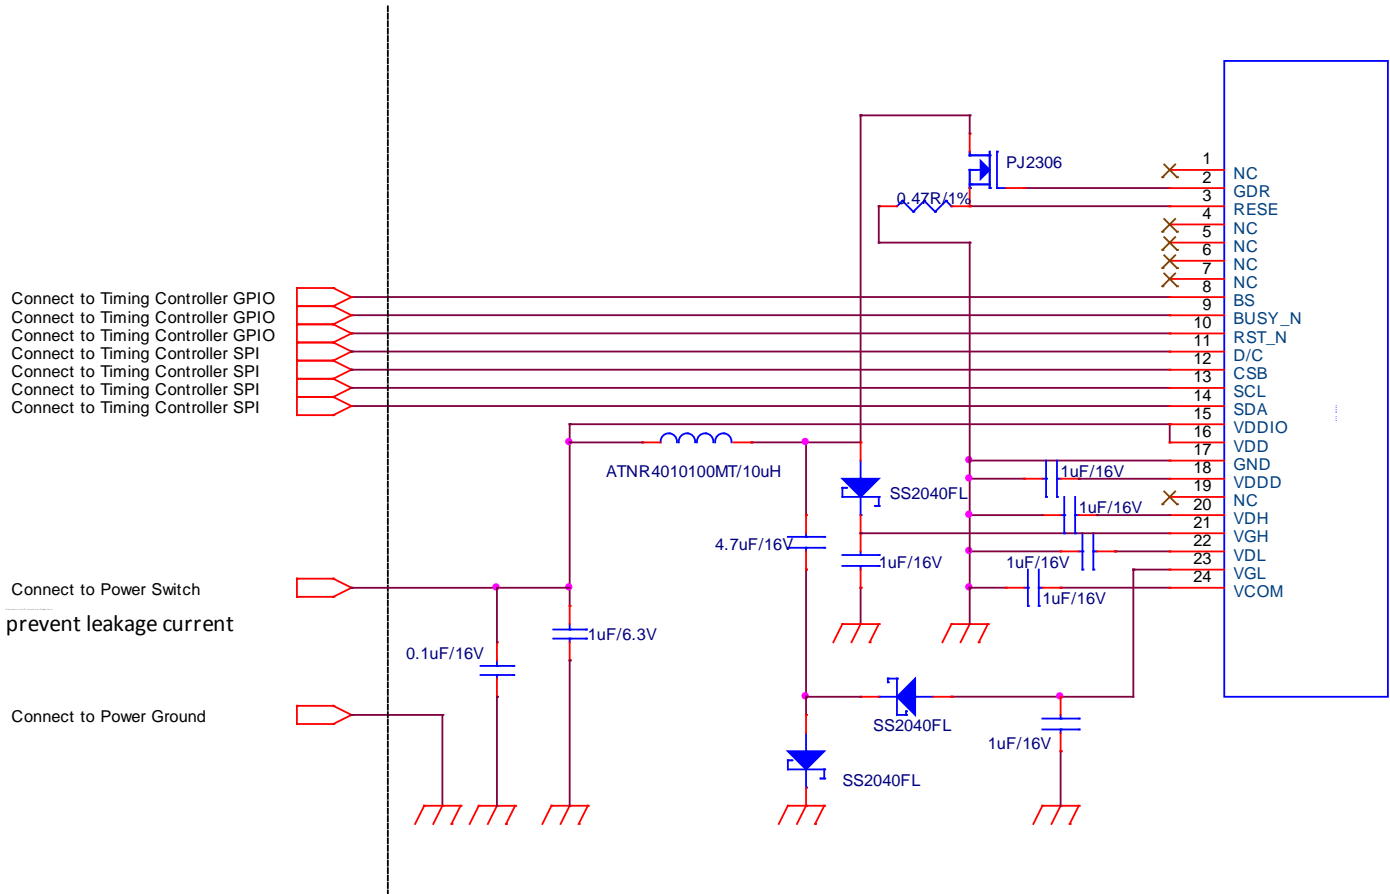 1
NC
PJ2306
2
GDR
0.47R/1%
3
RESE
4
NC
5
NC
6
NC
7
NC
Connect to Timing Controller GPIO
8
BS
Connect to Timing Controller GPIO
9
BUSY_N
Connect to Timing Controller GPIO
10
RST_N
Connect to Timing Controller SPI
11
D/C
Connect to Timing Controller SPI
12
CSB
Connect to Timing Controller SPI
13
SCL
Connect to Timing Controller SPI
14
SDA
15
VDDIO
16
VDD
17
GND
ATNR4010100MT/10uH
1uF/16V
18
VDDD
SS2040FL
19
NC
1uF/16V
20
VDH
21
VGH
4.7uF/16V
22
VDL
1uF/16V
1uF/16V
23
VGL
24
VCOM
Connect to Power Switch
1uF/16V
prevent leakage current
1uF/6.3V
0.1uF/16V
Connect to Power Ground
SS2040FL
1uF/16V
SS2040FL